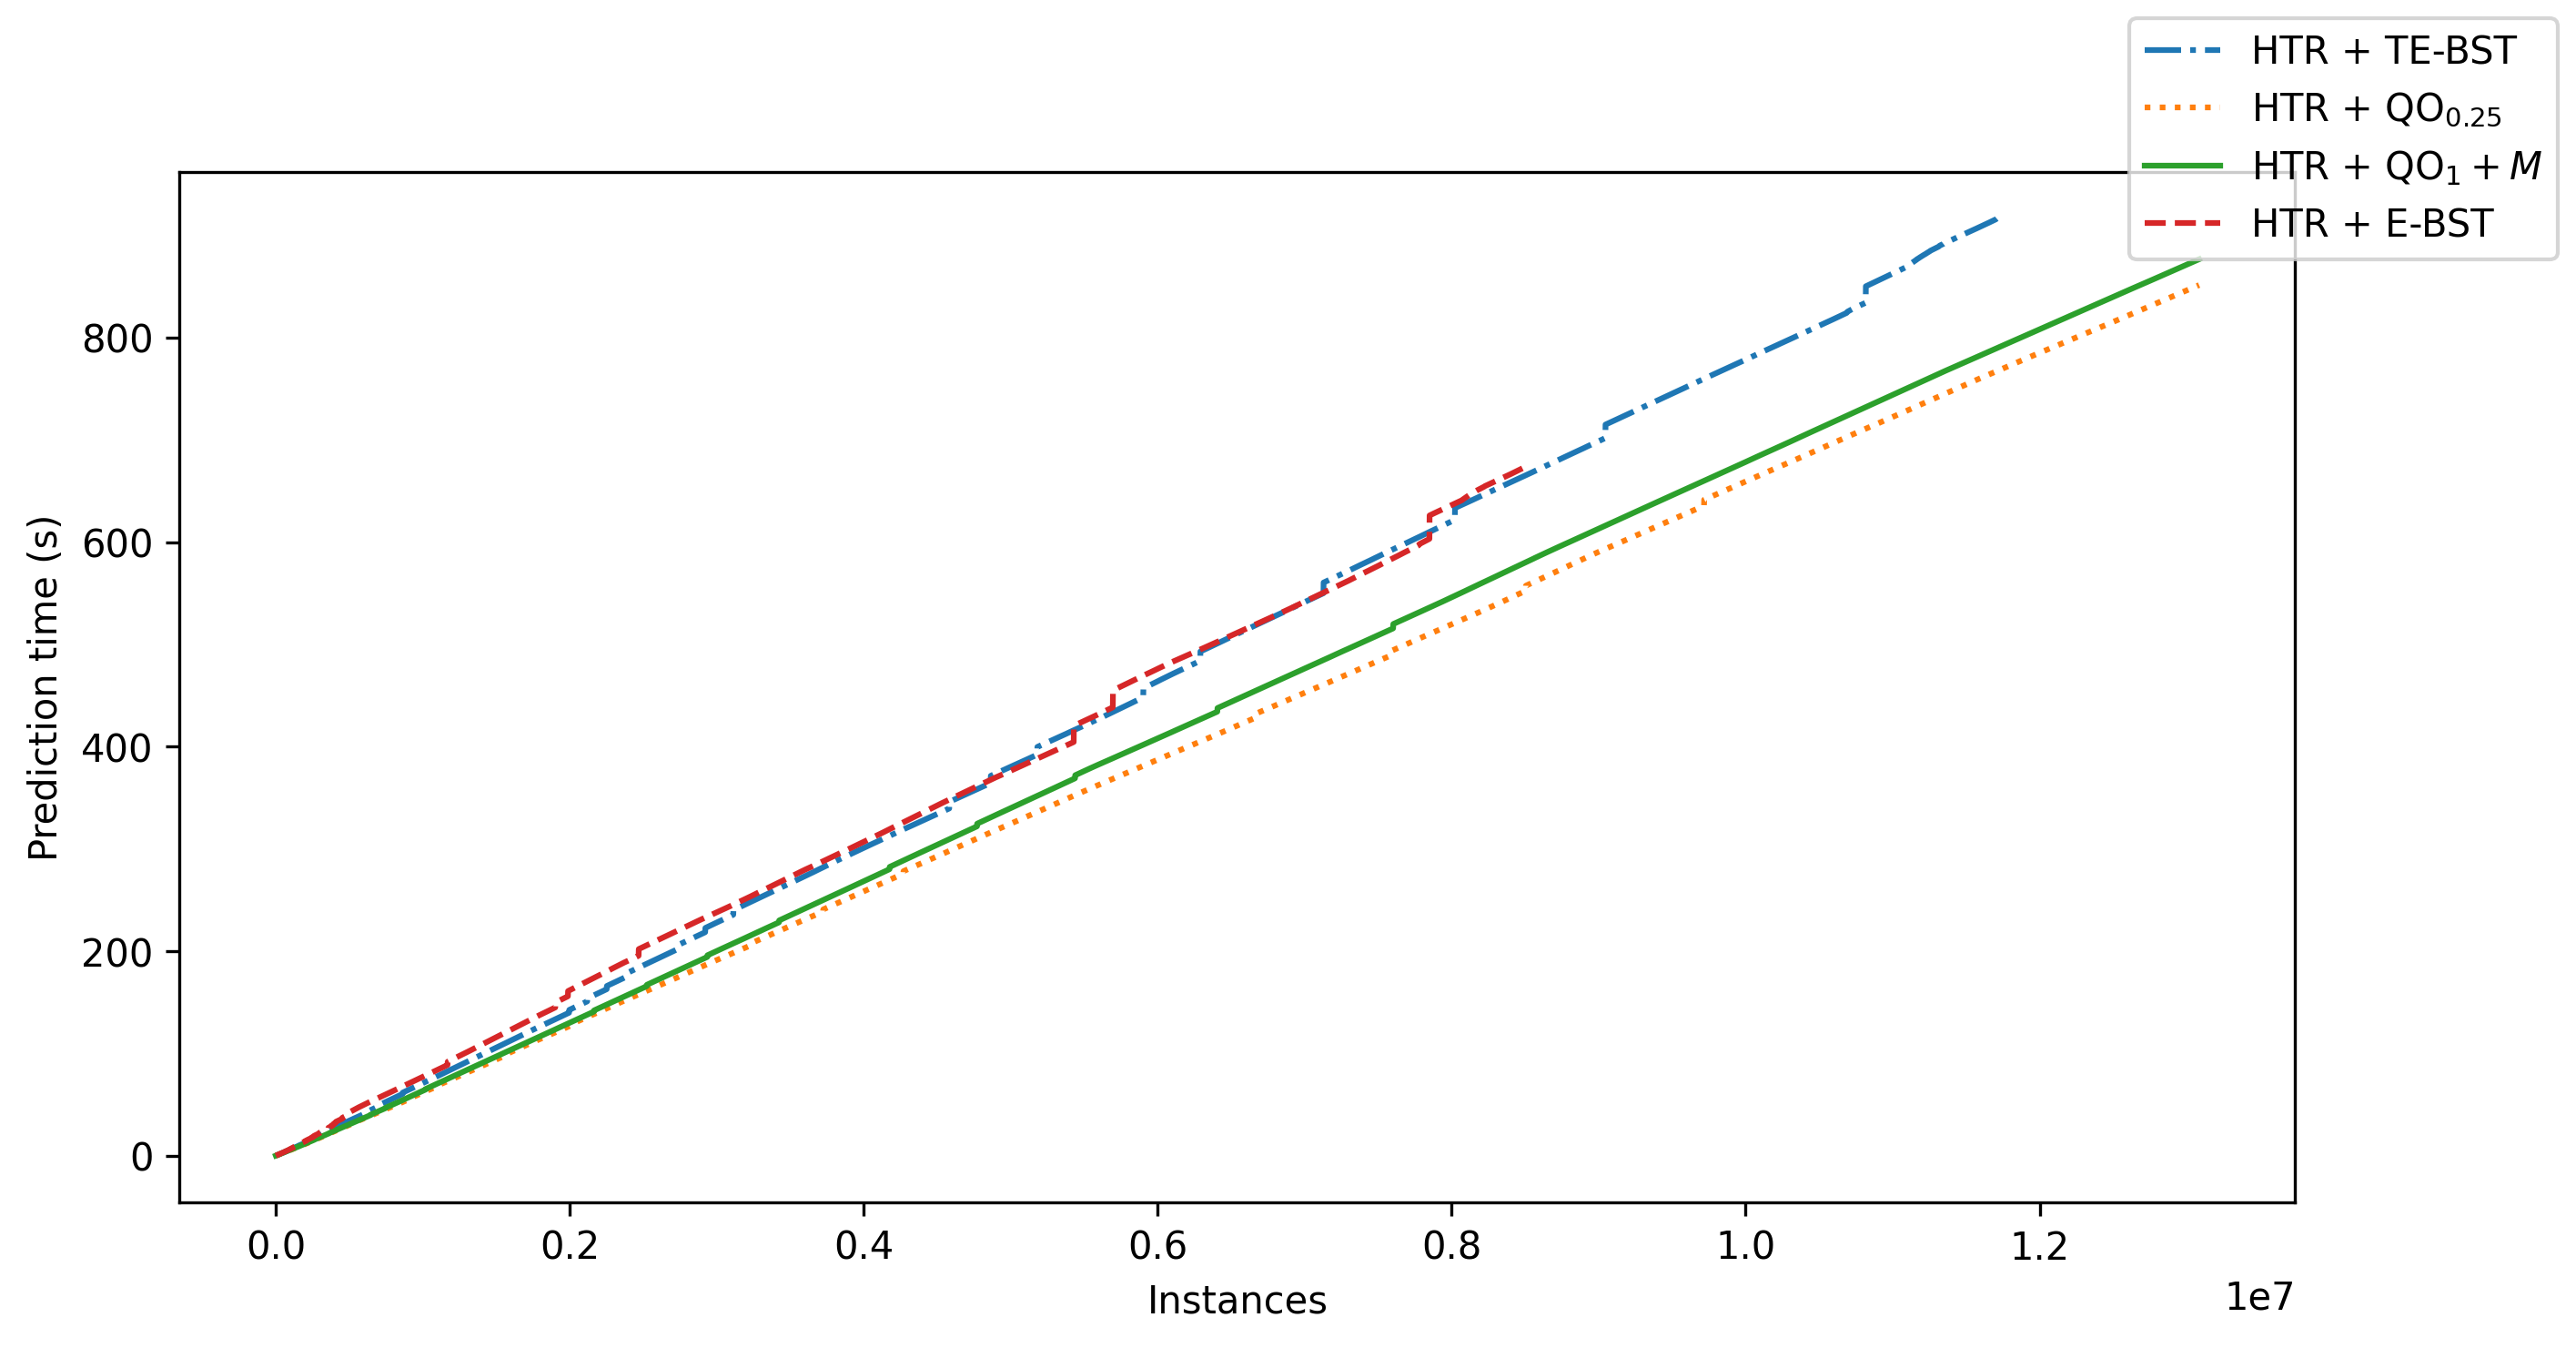 HTR + TE-BST
HTR + QO0.25
HTR + QO1 + M
HTR + E-BST
Prediction time (s)
800
600
400
200
0
0.0 0.2 0.4 0.6 0.8 1.0 1.2
1e7
Instances